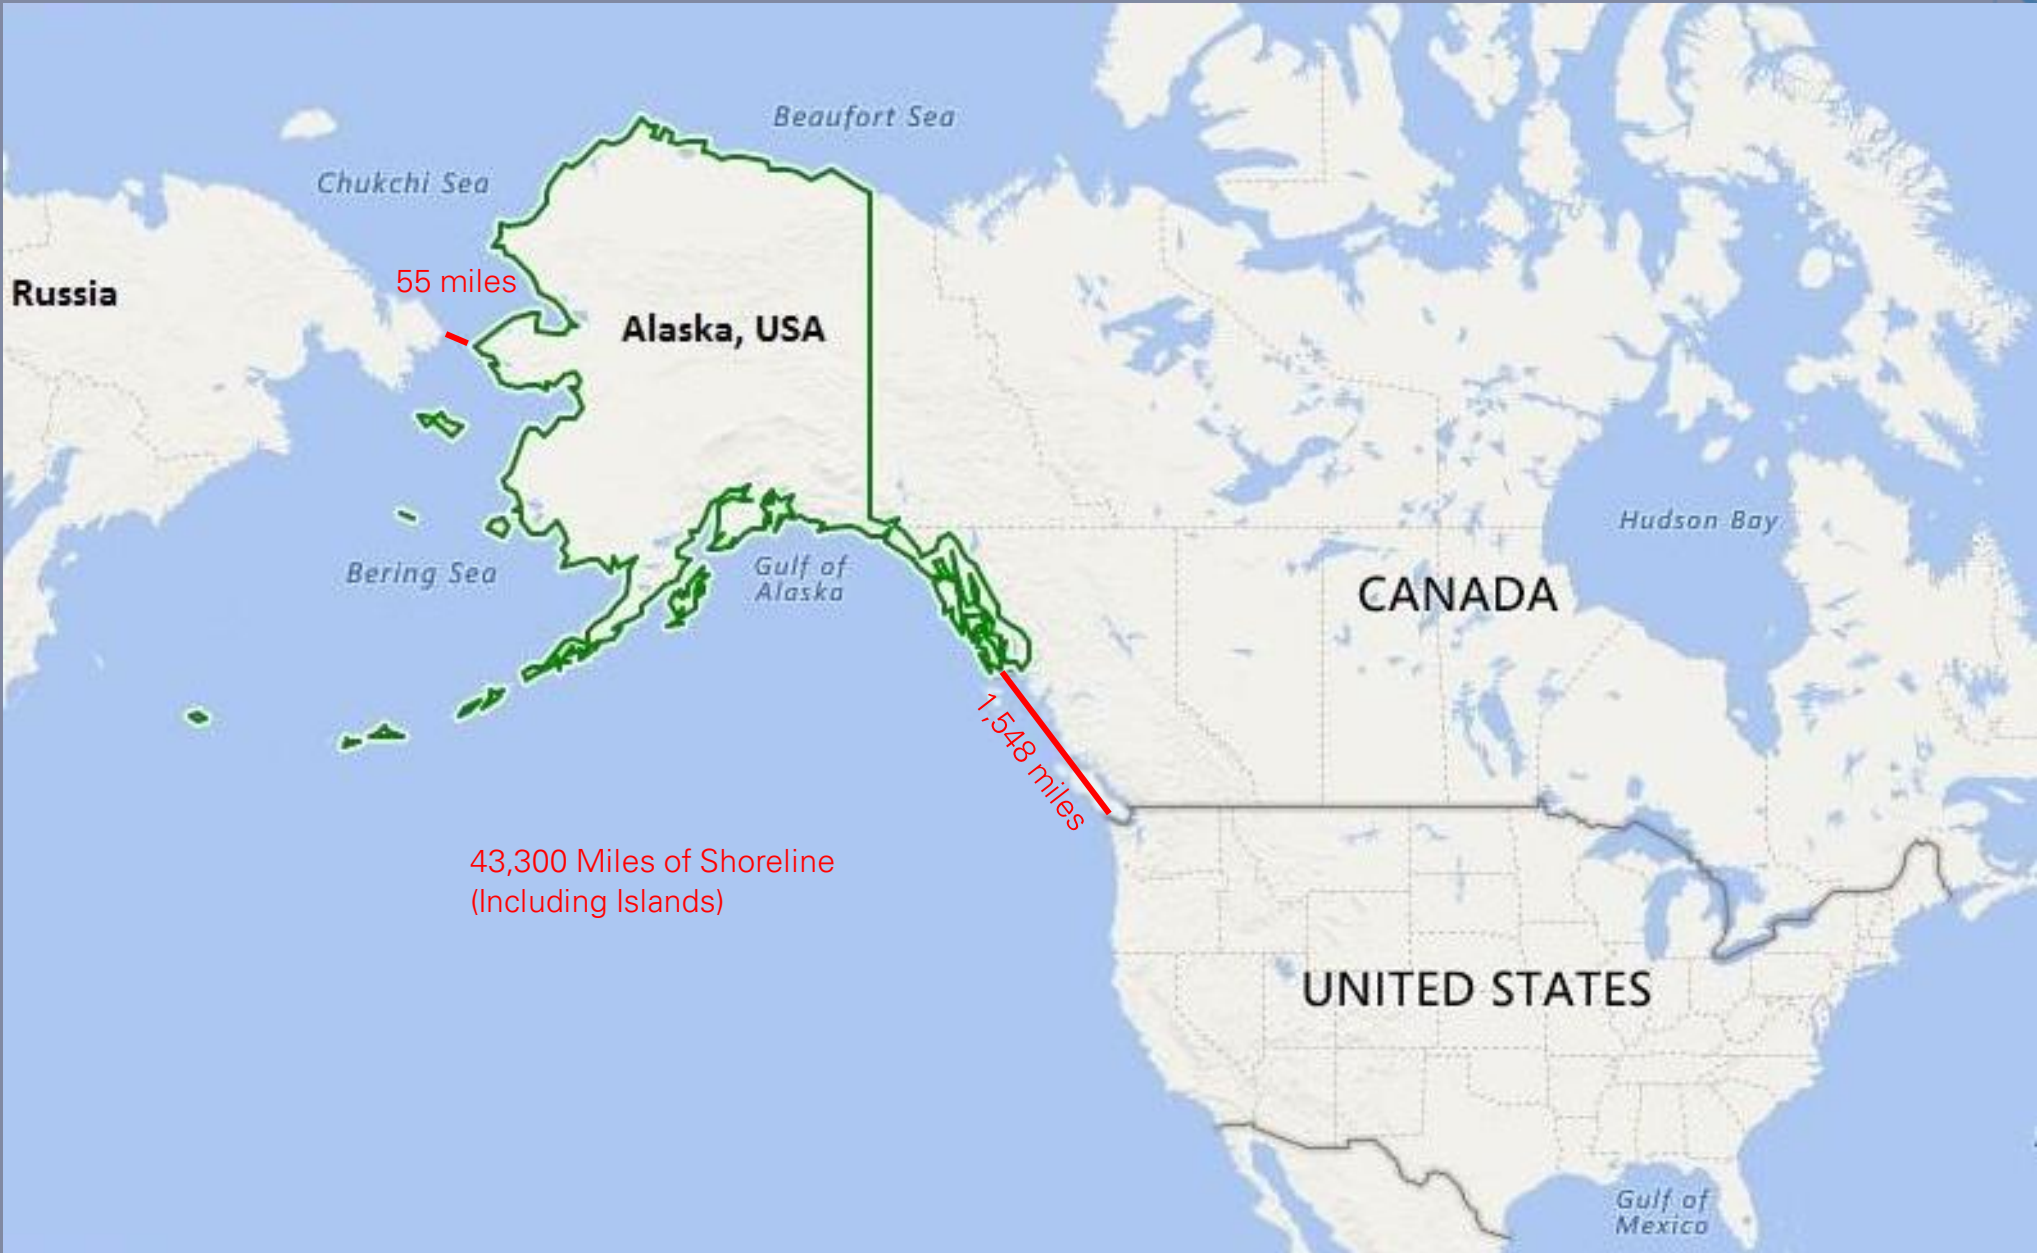 Beaufort Sea
Chukchi Sea
55 miles
Russia
Alaska, USA
Hudson Bay
Gulf of
Alaska
Bering Sea
CANADA
1,548 miles
43,300 Miles of Shoreline
(Including Islands)
UNITED STATES
Gulf of
Mexico